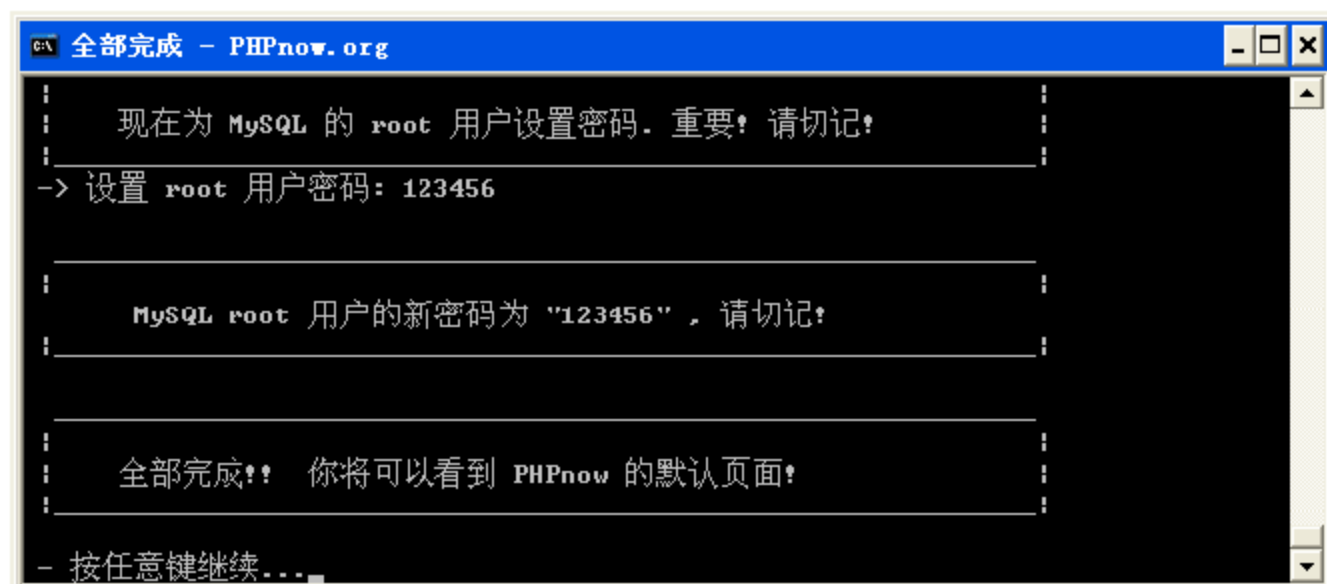 全部完成 - PHPnow.org
现在为 MySQL 的 root 用户设置密码. 重要! 请切记!
-> 设置 root 用户密码: 123456
MySQL root 用户的新密码为 "123456" , 请切记!
全部完成!! 你将可以看到 PHPnow 的默认页面!
- 按任意键继续...